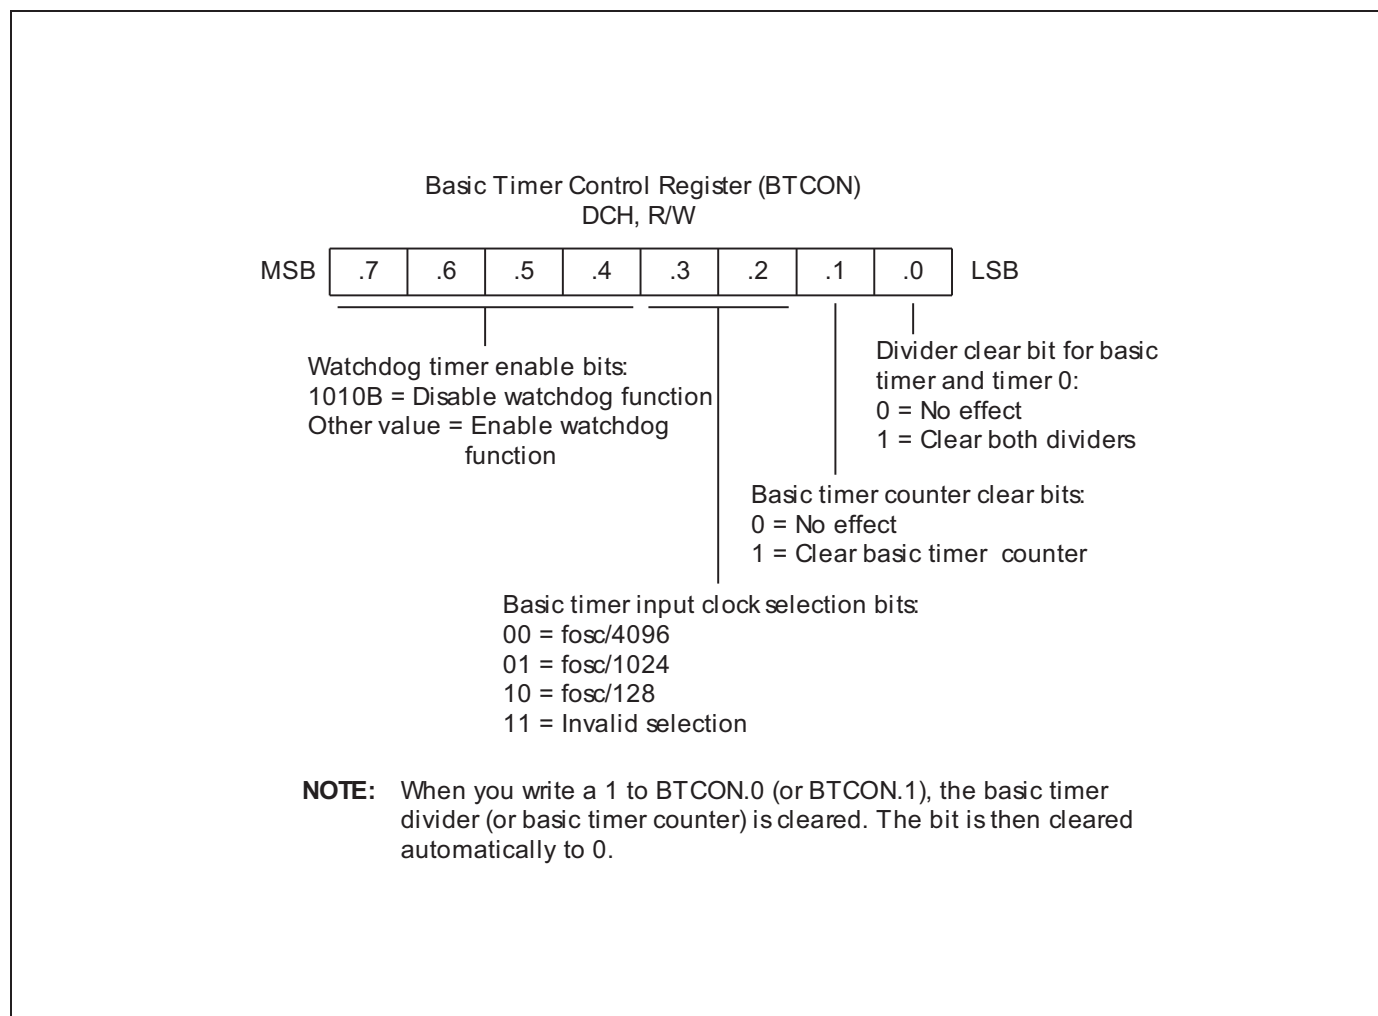 Basic Timer Control Register (BTCON)
DCH, R/W
MSB .7 .6 .5 .4 .3 .2 .1 .0 LSB
Watchdog timer enable bits:
1010B = Disable watchdog function
Other value = Enable watchdog
function
Divider clear bit for basic
timer and timer 0:
0 = No effect
1 = Clear both dividers
Basic timer counter clear bits:
0 = No effect
1 = Clear basic timer counter
Basic timer input clock selection bits:
00 = fosc/4096
01 = fosc/1024
10 = fosc/128
11 = Invalid selection
NOTE: When you write a 1 to BTCON.0 (or BTCON.1), the basic timer
divider (or basic timer counter) is cleared. The bit is then cleared
automatically to 0.